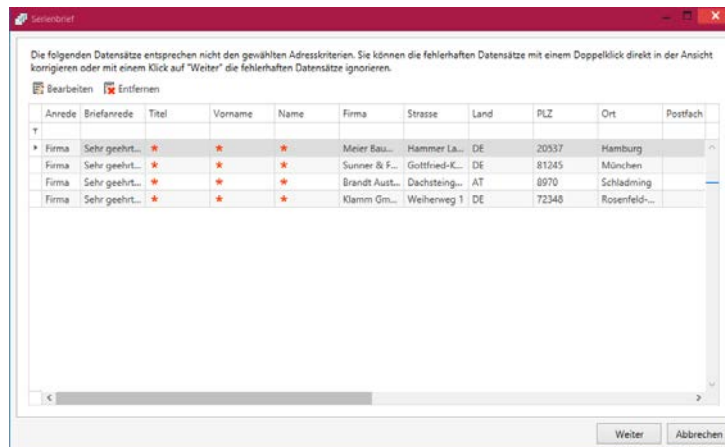 Serienbrief
Die folgenden Datensätze entsprechen nicht den gewählten Adresskriterien. Sie können die fehlerhaften Datensätze mit einem Doppelklick direkt in der Ansicht
korrigieren oder mit einem Klick auf "Weiter" die fehlerhaften Datensätze ignorieren.
Bearbeiten Entfernen
Anrede Briefanrede Titel Vorname Name Firma Strasse Land PLZ Ort Postfach
Firma Sehr geehrt... * * * Meier Bau... Hammer La... DE 20537 Hamburg
Firma Sehr geehrt... * * * Sunner & F... Gottfried-K... DE 81245 München
Firma Sehr geehrt... * * * Brandt Aust... Dachsteing... AT 8970 Schladming
Firma Sehr geehrt... * * * Klamm Gm... Weiherweg 1 DE 72348 Rosenfeld-...
Weiter Abbrechen